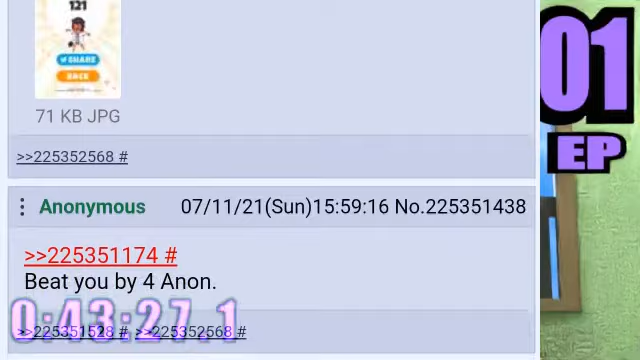 121
SHARE
BACK
71 KB JPG
>>225352568 #
Anonymous 07/11/21(Sun)15:59:16 No.225351438
>>225351174 #
Beat you by 4 Anon.
>>225351528 # >>225352568 #
0:43:27.1
01
EP